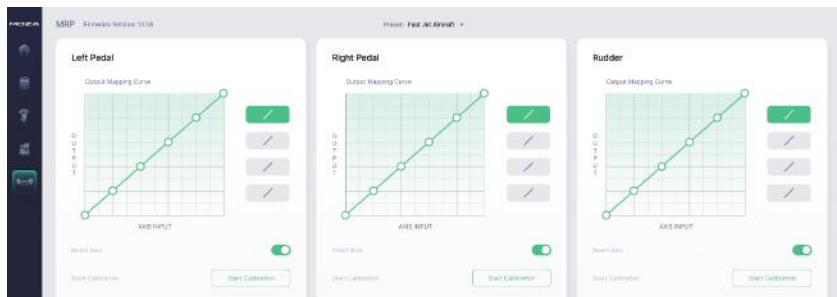 MOZA
MRP Firmware Version: 1.1.1.08
Preset: Fast Jet Aircraft
Left Pedal
Output Mapping Curve
OUTPUT
AXIS INPUT
Invert Axis
Start Calibration Start Calibration
Right Pedal
Output Mapping Curve
OUTPUT
AXIS INPUT
Invert Axis
Start Calibration Start Calibration
Rudder
Output Mapping Curve
OUTPUT
AXIS INPUT
Invert Axis
Start Calibration Start Calibration